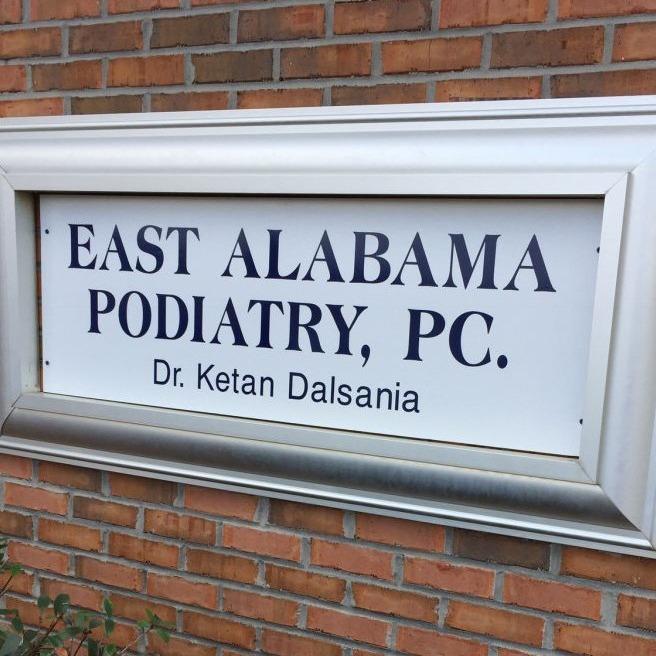 EAST ALABAMA
PODIATRY, PC.
Dr. Ketan Dalsania